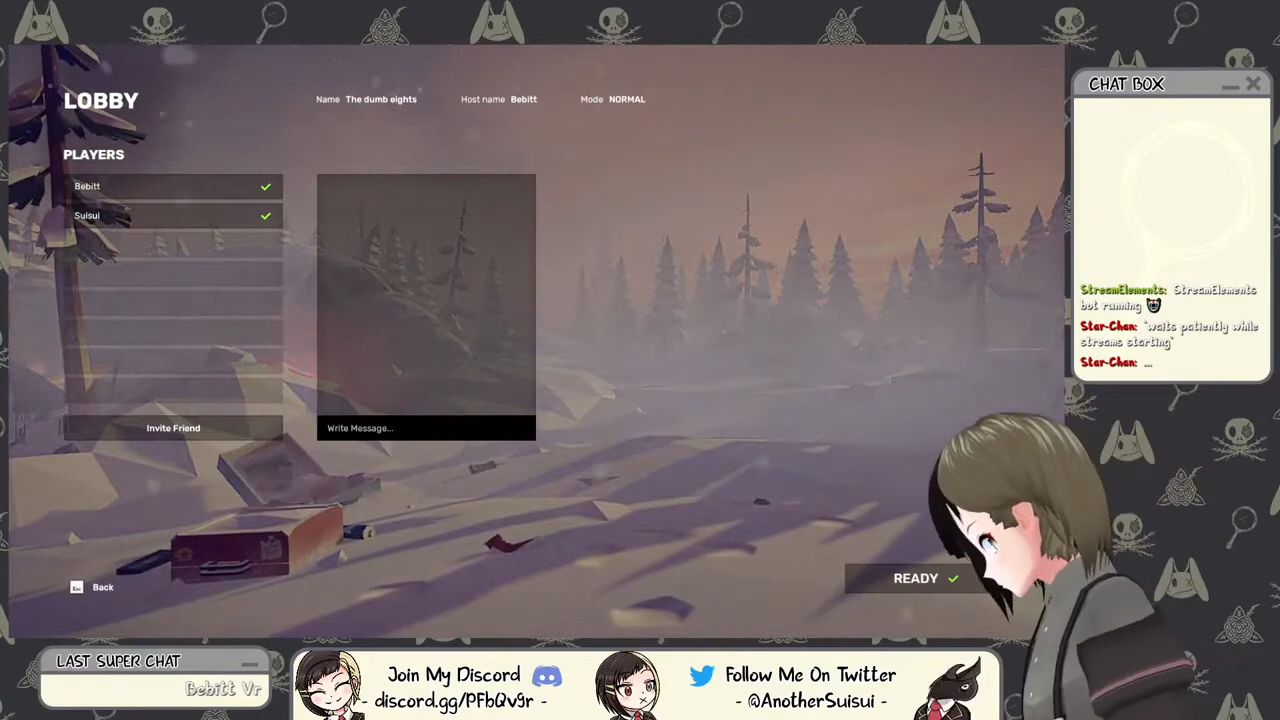 LOBBY
Name The dumb eights
Host name Bebitt
Mode NORMAL
PLAYERS
Bebitt
Suisui
Invite Friend
Write Message...
Esc Back
READY
CHAT BOX
StreamElements: StreamElements
bot running
Star-Chan: *waits patiently while
streams starting*
Star-Chan: ...
LAST SUPER CHAT
Bebitt Vr
Join My Discord
- discord.gg/PFbQv9r -
Follow Me On Twitter
- @AnotherSuisui -